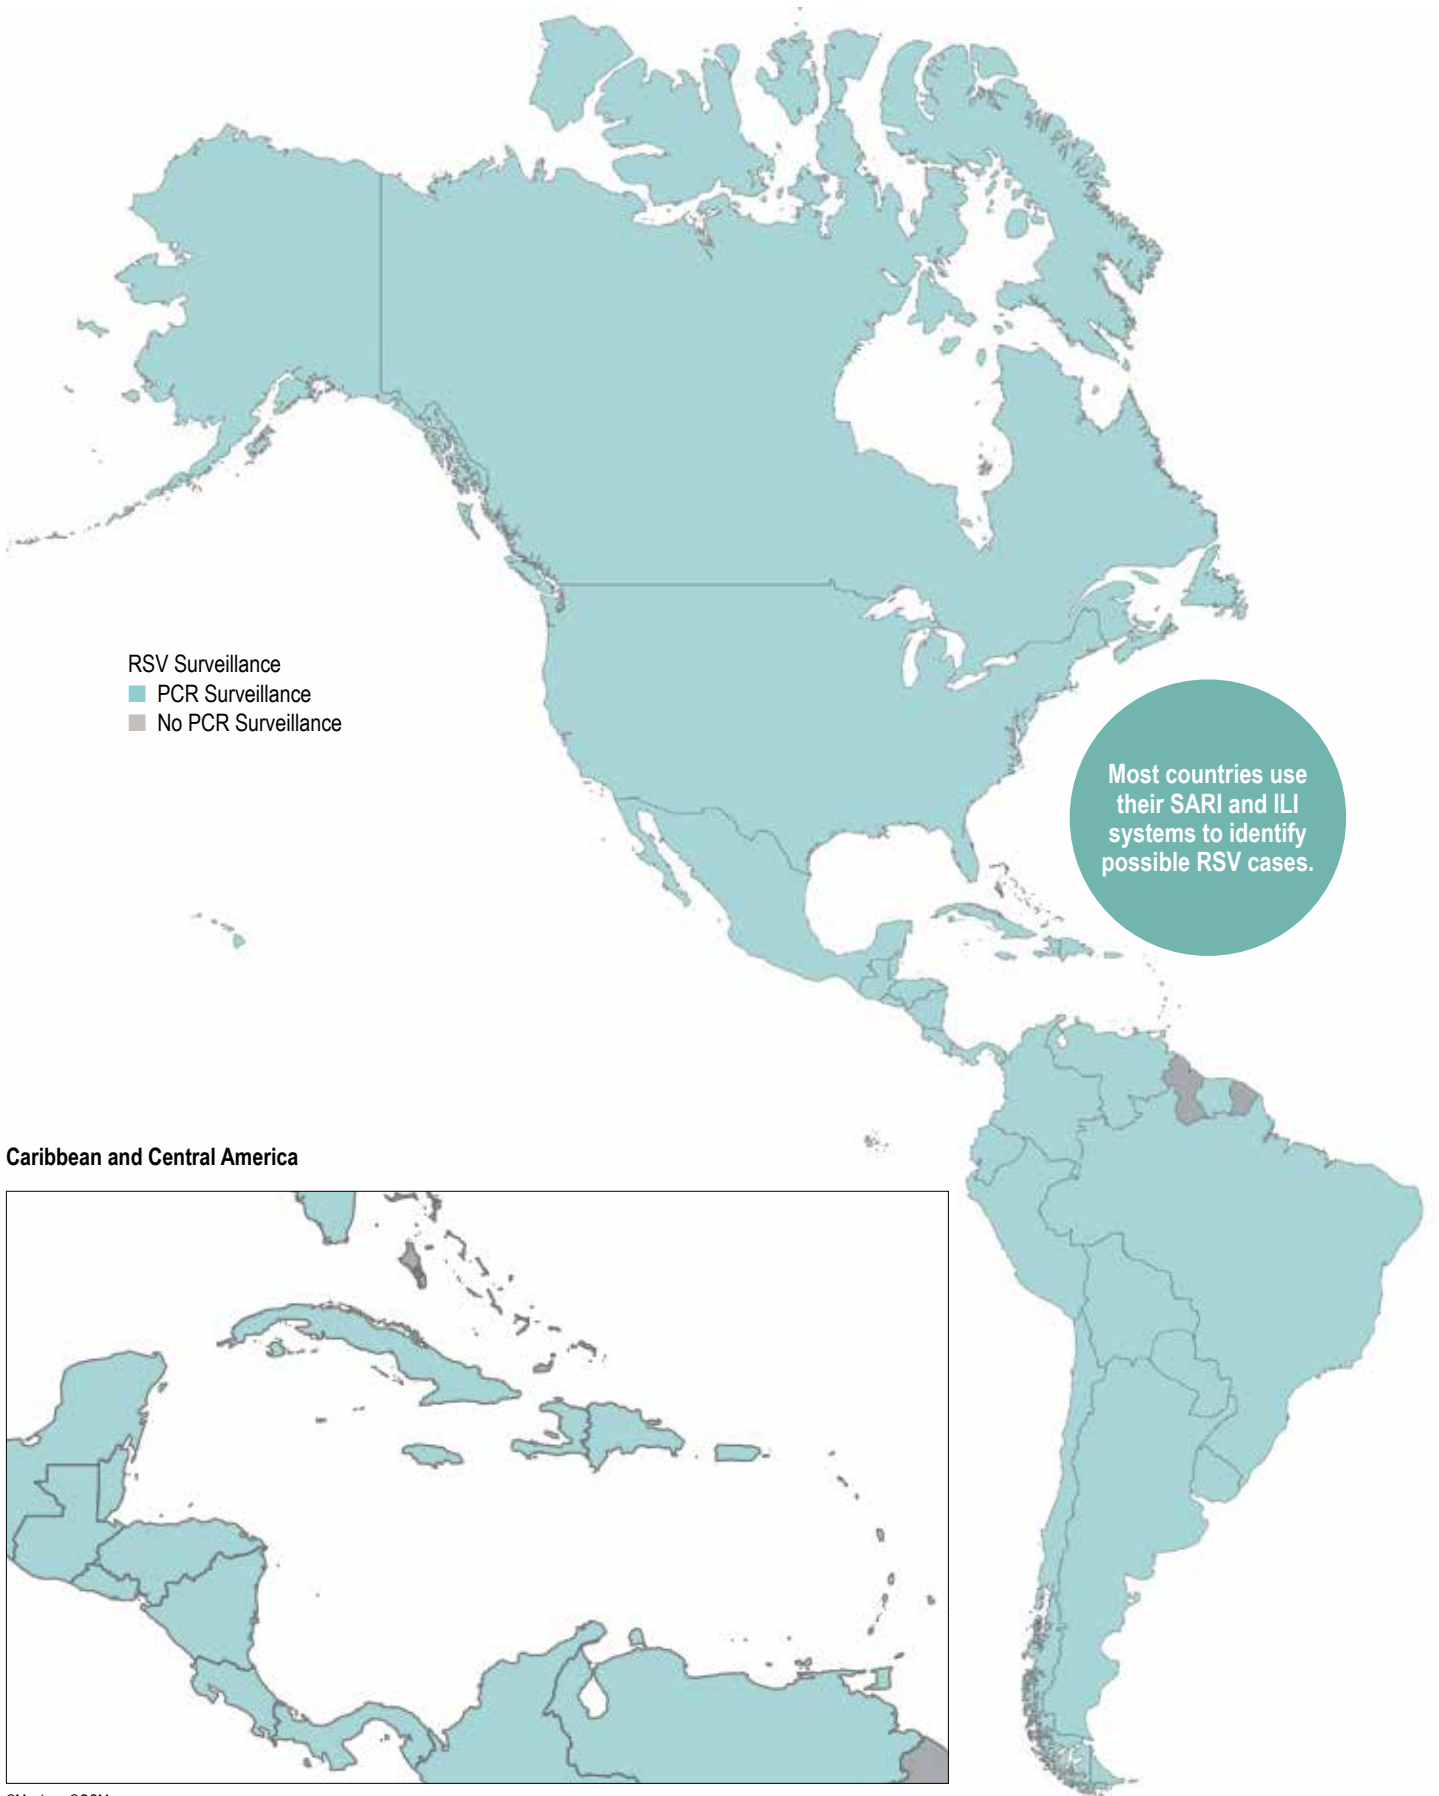 RSV Surveillance
PCR Surveillance
No PCR Surveillance
Most countries use
their SARI and ILI
systems to identify
possible RSV cases.
Caribbean and Central America